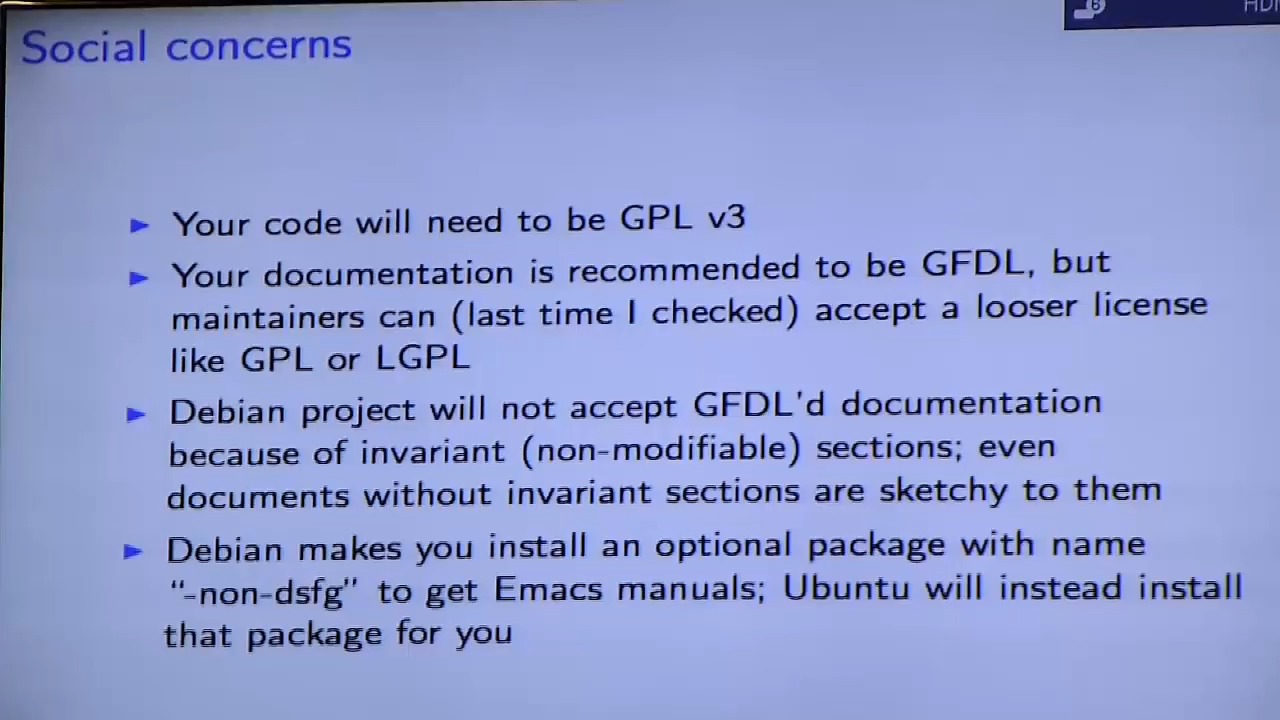 Social concerns
6
► Your code will need to be GPL v3
► Your documentation is recommended to be GFDL, but
maintainers can (last time I checked) accept a looser license
like GPL or LGPL
► Debian project will not accept GFDL'd documentation
because of invariant (non-modifiable) sections; even
documents without invariant sections are sketchy to them
► Debian makes you install an optional package with name
“-non-dsfg” to get Emacs manuals; Ubuntu will instead install
that package for you